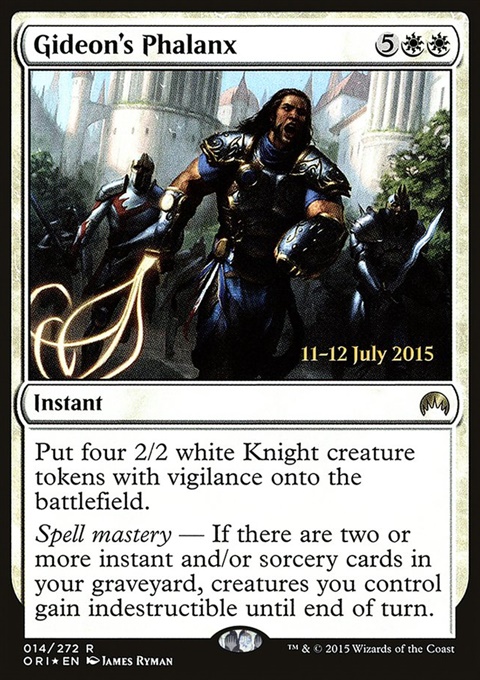 Gideon's Phalanx 5
11–12 July 2015
Instant
Put four 2/2 white Knight creature
tokens with vigilance onto the
battlefield.
Spell mastery — If there are two or
more instant and/or sorcery cards in
your graveyard, creatures you control
gain indestructible until end of turn.
014/272 R
ORI★EN James Ryman
™ & © 2015 Wizards of the Coast